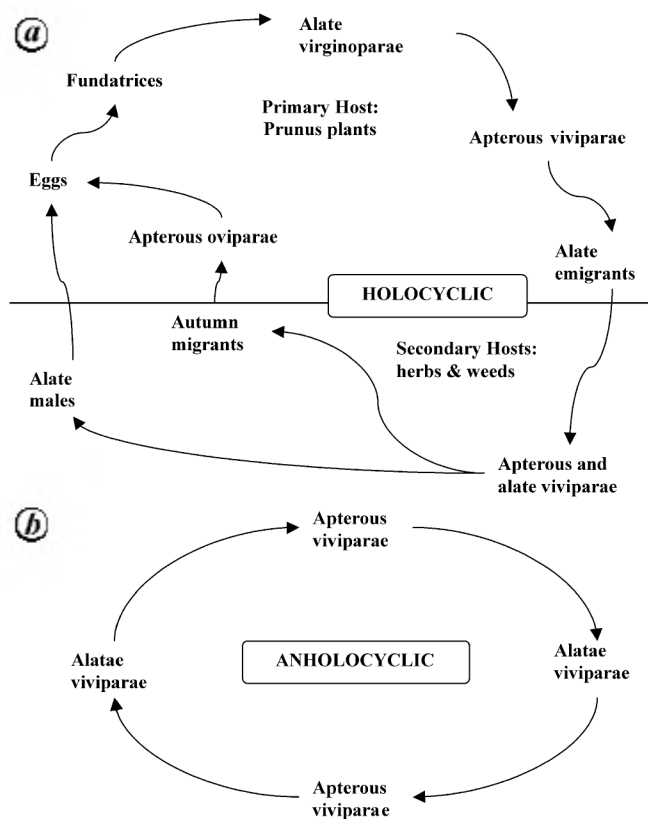 a
Alate
virginoparae
Fundatrices
Primary Host:
Prunus plants
Apterous viviparae
Eggs
Apterous oviparae
Alate
emigrants
HOLOCYCLIC
Autumn
migrants
Secondary Hosts:
herbs & weeds
Alate
males
Apterous and
alate viviparae
b
Apterous
viviparae
Alatae
viviparae
ANHOLOCYCLIC
Alatae
viviparae
Apterous
viviparae